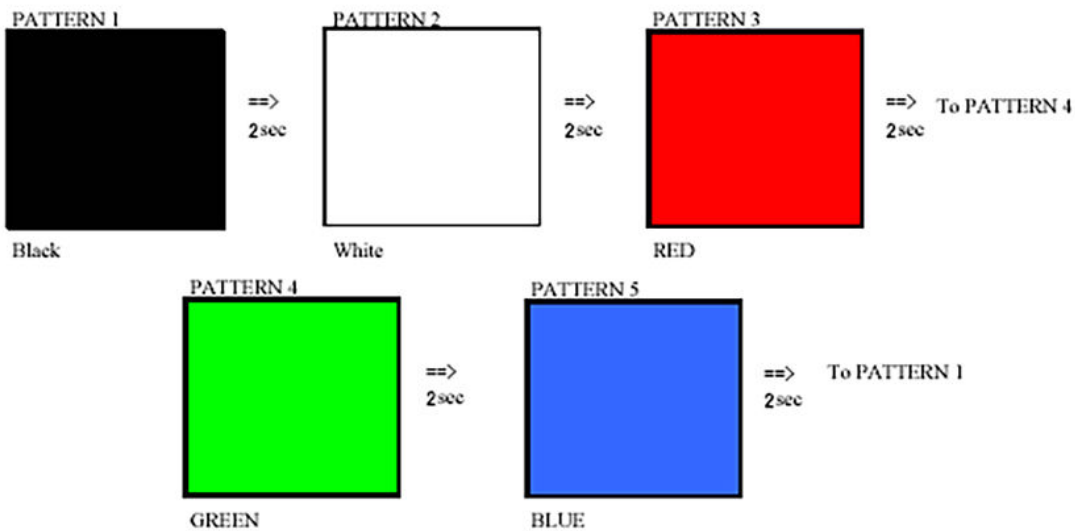 PATTERN 1
PATTERN 2
PATTERN 3
==>
2sec
==>
2sec
==>
2sec
To PATTERN 4
Black
White
RED
PATTERN 4
PATTERN 5
==>
2sec
==>
2sec
To PATTERN 1
GREEN
BLUE